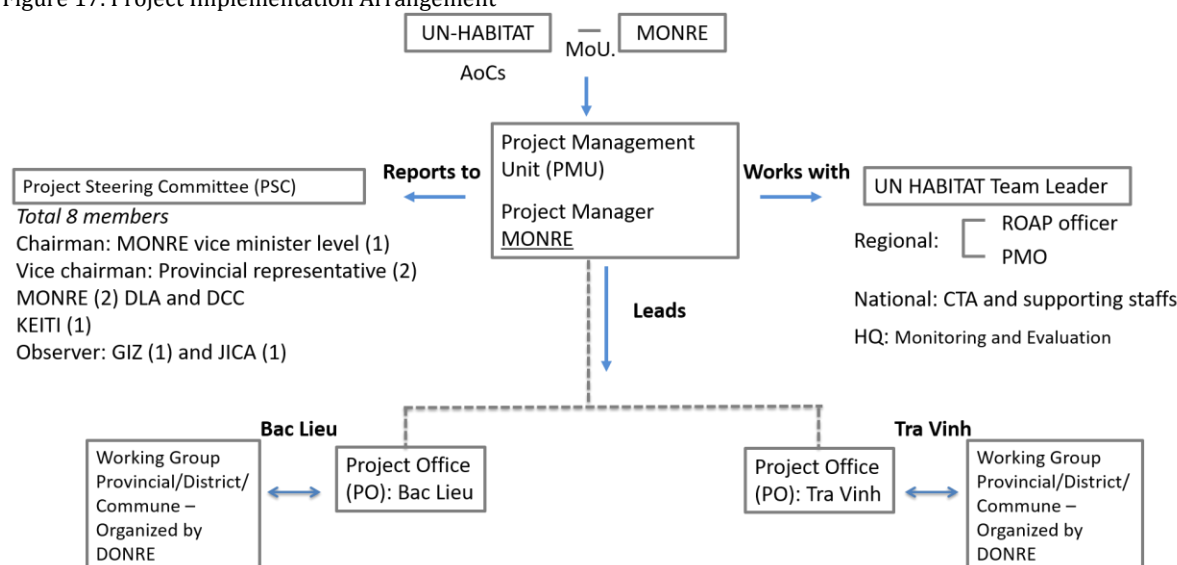 Figure 17: Project Implementation Arrangement
UN-HABITAT
MONRE
MoU.
AoCs
Project Management
Unit (PMU)
Project Manager
MONRE
Reports to
Works with
Project Steering Committee (PSC)
Total 8 members
Chairman: MONRE vice minister level (1)
Vice chairman: Provincial representative (2)
MONRE (2) DLA and DCC
KEITI (1)
Observer: GIZ (1) and JICA (1)
UN HABITAT Team Leader
Regional:
ROAP officer
PMO
National: CTA and supporting staffs
HQ: Monitoring and Evaluation
Leads
Bac Lieu
Working Group
Provincial/District/
Commune –
Organized by
DONRE
Project Office
(PO): Bac Lieu
Tra Vinh
Project Office
(PO): Tra Vinh
Working Group
Provincial/District/
Commune –
Organized by
DONRE